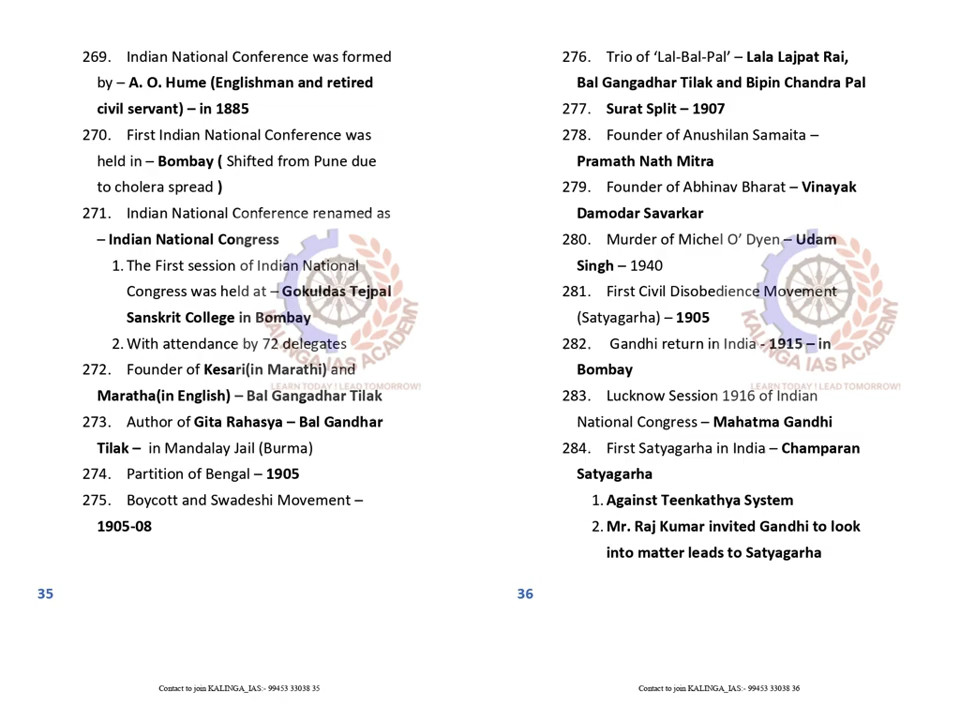 269. Indian National Conference was formed
by – A. O. Hume (Englishman and retired
civil servant) – in 1885
270. First Indian National Conference was
held in – Bombay ( Shifted from Pune due
to cholera spread )
271. Indian National Conference renamed as
– Indian National Congress
1. The First session of Indian National
Congress was held at – Gokuldas Tejpal
Sanskrit College in Bombay
2. With attendance by 72 delegates
272. Founder of Kesari(in Marathi) and
Maratha(in English) – Bal Gangadhar Tilak
273. Author of Gita Rahasya – Bal Gandhar
Tilak – in Mandalay Jail (Burma)
274. Partition of Bengal – 1905
275. Boycott and Swadeshi Movement –
1905-08
KALINGA IAS ACADEMY
LEARN TODAY ! LEAD TOMORROW!
35
Contact to join KALINGA_IAS:- 99453 33038 35
276. Trio of ‘Lal-Bal-Pal’ – Lala Lajpat Rai,
Bal Gangadhar Tilak and Bipin Chandra Pal
277. Surat Split – 1907
278. Founder of Anushilan Samaita –
Pramath Nath Mitra
279. Founder of Abhinav Bharat – Vinayak
Damodar Savarkar
280. Murder of Michel O’ Dyen – Udam
Singh – 1940
281. First Civil Disobedience Movement
(Satyagarha) – 1905
282. Gandhi return in India - 1915 – in
Bombay
283. Lucknow Session 1916 of Indian
National Congress – Mahatma Gandhi
284. First Satyagarha in India – Champaran
Satyagarha
1. Against Teenkathya System
2. Mr. Raj Kumar invited Gandhi to look
into matter leads to Satyagarha
KALINGA IAS ACADEMY
LEARN TODAY ! LEAD TOMORROW!
36
Contact to join KALINGA_IAS:- 99453 33038 36